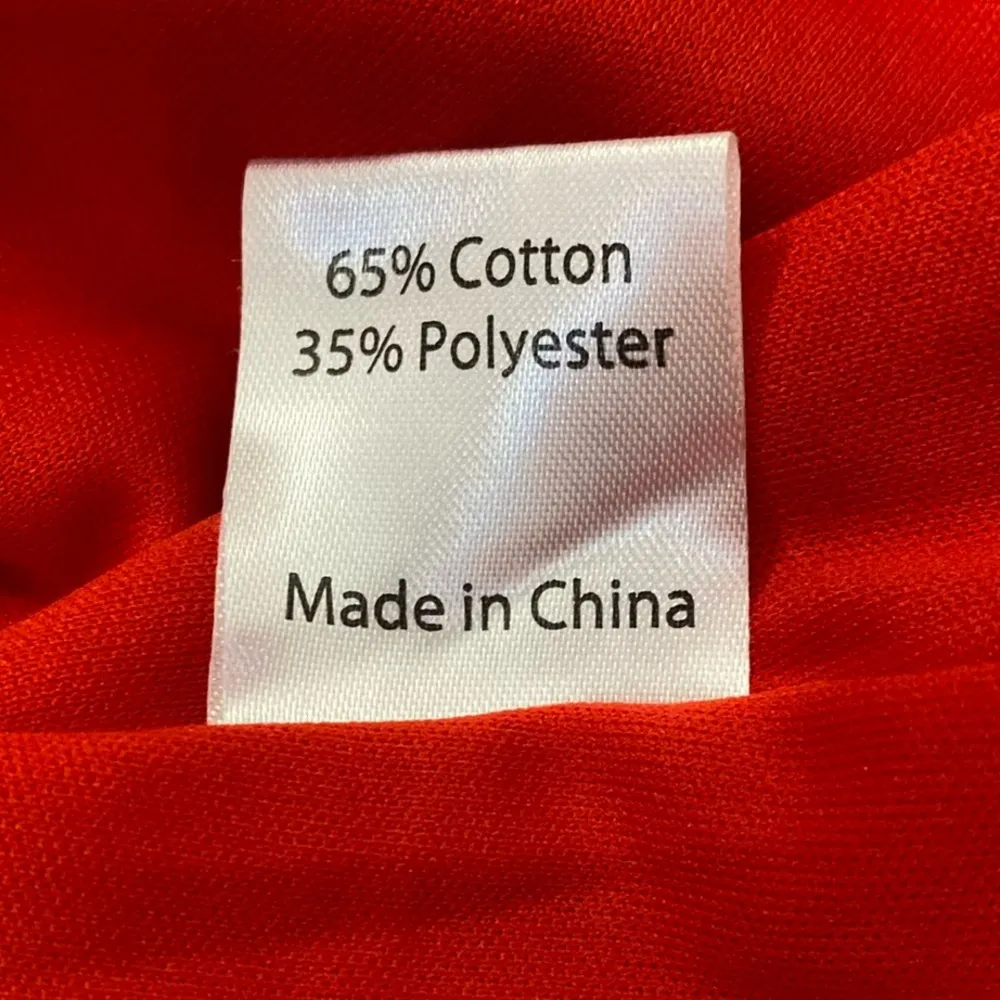 65% Cotton
35% Polyester
Made in China